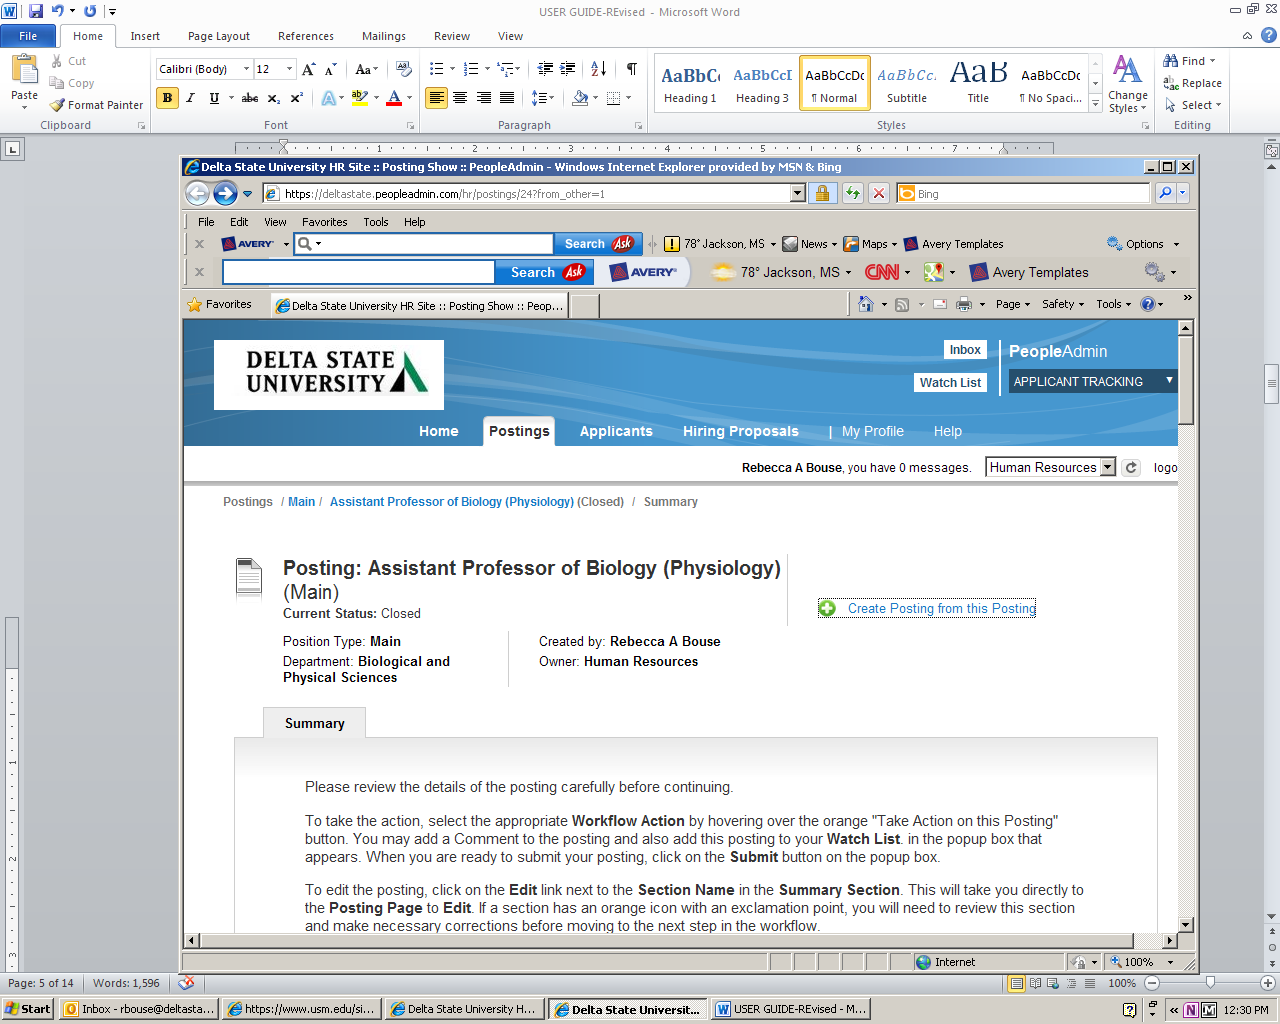 USER GUIDE-REvised - Microsoft Word
File Home Insert Page Layout References Mailings Review View
Paste
Cut
Copy
Format Painter
Clipboard
Calibri (Body) 12
Font
Paragraph
AaBbCc AaBbCcI AaBbCcDc AaBbCc. AaB AaBbCcDc
Heading 1 Heading 3 ¶ Normal Subtitle Title ¶ No Spaci...
Change Styles
Styles
Find
Replace
Select
Editing
1 2 3 4 5 6 7
Delta State University HR Site :: Posting Show :: PeopleAdmin - Windows Internet Explorer provided by MSN & Bing
https://deltastate.peopleadmin.com/hr/postings/24?from_other=1
Bing
File Edit View Favorites Tools Help
x AVERY Search Ask 78° Jackson, MS News Maps Avery Templates Options
x Search Ask AVERY 78° Jackson, MS CNN Avery Templates
Favorites Delta State University HR Site :: Posting Show :: Peop... Page Safety Tools »
DELTA STATE
UNIVERSITY
Inbox
Watch List
PeopleAdmin
APPLICANT TRACKING
Home Postings Applicants Hiring Proposals | My Profile Help
Rebecca A Bouse, you have 0 messages. Human Resources logo
Postings / Main / Assistant Professor of Biology (Physiology) (Closed) / Summary
Posting: Assistant Professor of Biology (Physiology)
(Main)
Current Status: Closed
Create Posting from this Posting
Position Type: Main
Department: Biological and
Physical Sciences
Created by: Rebecca A Bouse
Owner: Human Resources
Summary
Please review the details of the posting carefully before continuing.
To take the action, select the appropriate Workflow Action by hovering over the orange "Take Action on this Posting"
button. You may add a Comment to the posting and also add this posting to your Watch List. in the popup box that
appears. When you are ready to submit your posting, click on the Submit button on the popup box.
To edit the posting, click on the Edit link next to the Section Name in the Summary Section. This will take you directly to
the Posting Page to Edit. If a section has an orange icon with an exclamation point, you will need to review this section
and make necessary corrections before moving to the next step in the workflow.
Internet 100%
Page: 5 of 14 Words: 1,596 100%
Start Inbox - rbouse@deltasta... https://www.usm.edu/si... Delta State University H... Delta State Universit... USER GUIDE-REvised - M... « 12:30 PM